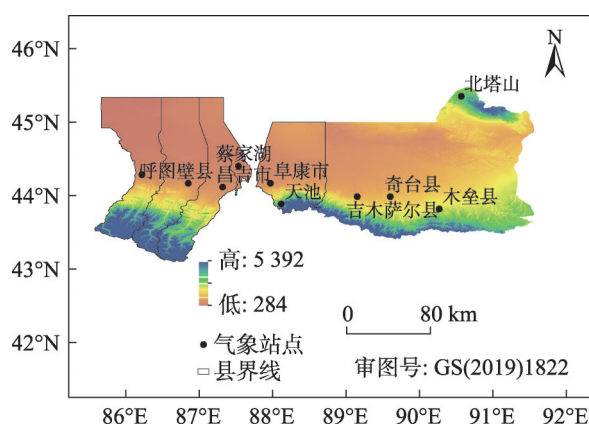 46°N
N
北塔山
45°N
蔡家湖
呼图壁县
昌吉市
阜康市
奇台县
44°N
天池
吉木萨尔县
木垒县
43°N
高: 5 392
低: 284
0 80 km
42°N
气象站点
县界线
审图号: GS(2019)1822
86°E 87°E 88°E 89°E 90°E 91°E 92°E